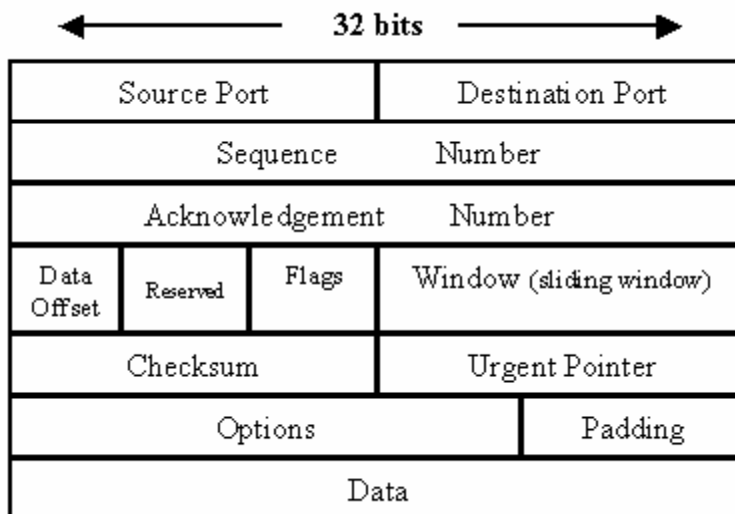 32 bits
Source Port
Destination Port
Sequence Number
Acknowledgement Number
Data
Offset
Reserved
Flags
Window (sliding window)
Checksum
Urgent Pointer
Options
Padding
Data